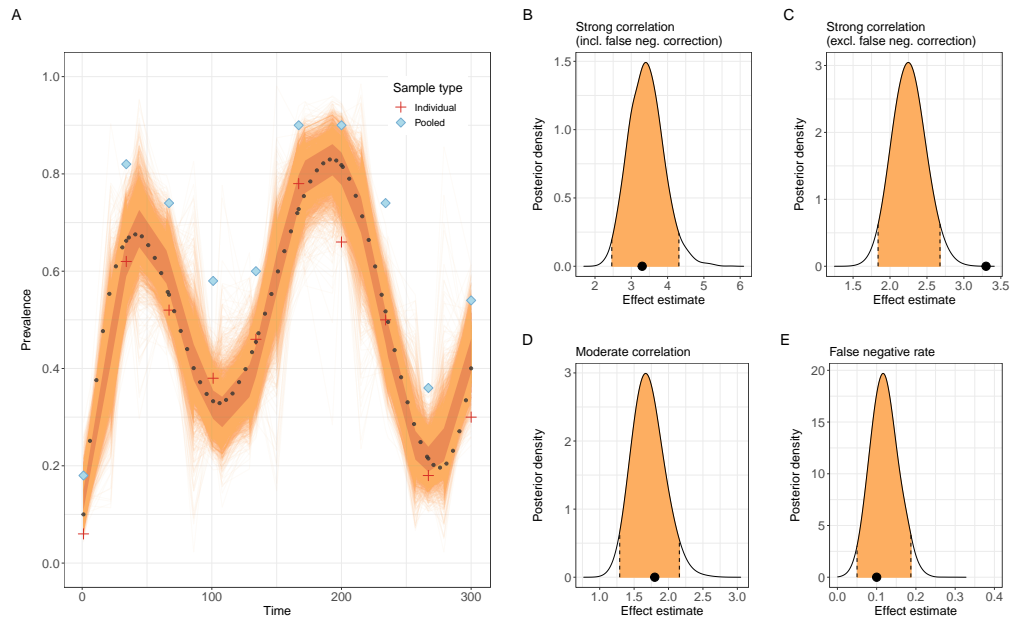 A
Prevalence
1.0
0.8
0.6
0.4
0.2
0.0
Sample type
Individual
Pooled
0
100
200
300
Time
B
Strong correlation
(incl. false neg. correction)
Posterior density
1.5
1.0
0.5
0.0
2
3
4
5
6
Effect estimate
C
Strong correlation
(excl. false neg. correction)
Posterior density
3
2
1
0
1.5
2.0
2.5
3.0
3.5
Effect estimate
D
Moderate correlation
Posterior density
3
2
1
0
1.0
1.5
2.0
2.5
3.0
Effect estimate
E
False negative rate
Posterior density
20
15
10
5
0
0.0
0.1
0.2
0.3
0.4
Effect estimate